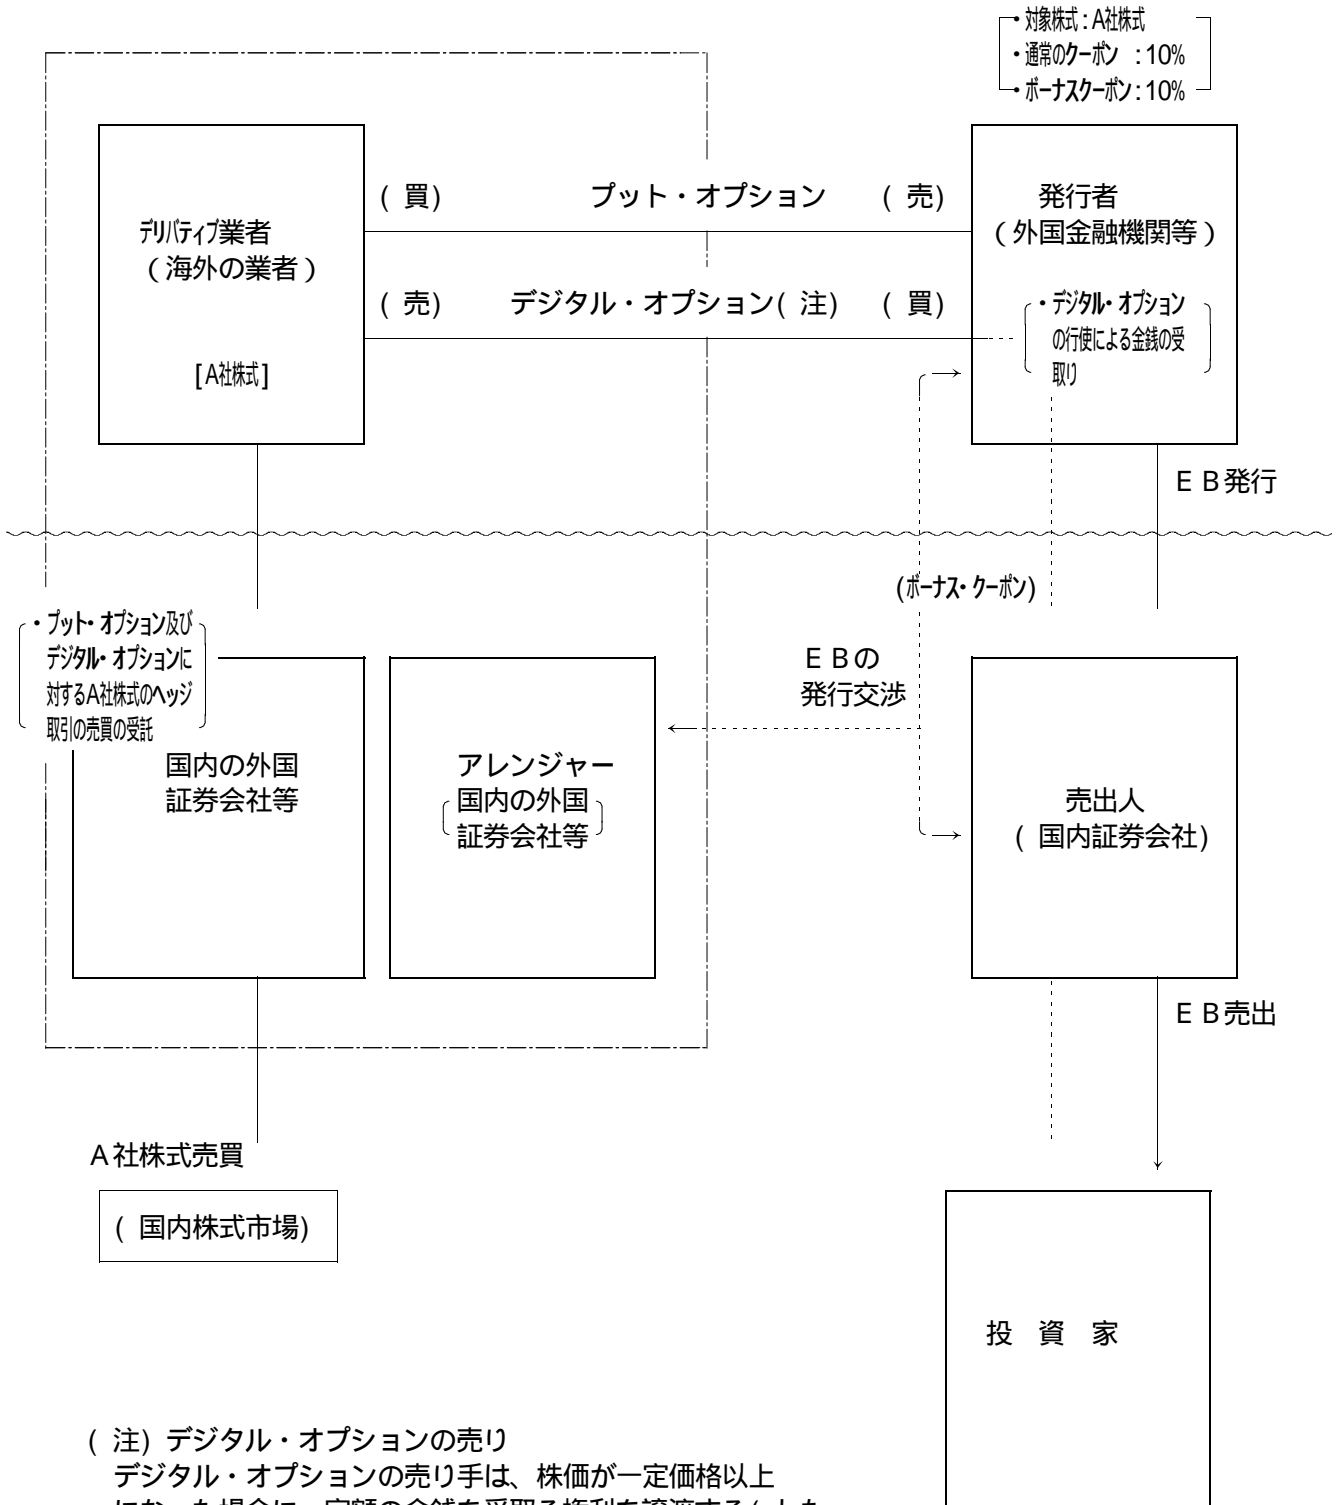 ・対象株式:A社株式
・通常のクーポン :10%
・ボーナスクーポン:10%
(買) プット・オプション (売)
デリバティブ業者
(海外の業者)
発行者
(外国金融機関等)
(売) デジタル・オプション(注) (買)
・デジタル・オプション
の行使による金銭の受
取り
[A社株式]
EB発行
(ボーナス・クーポン)
・プット・オプション及び
デジタル・オプションに
対するA社株式のヘッジ
取引の売買の受託
EBの
発行交渉
国内の外国
証券会社等
アレンジャー
国内の外国
証券会社等
売出人
(国内証券会社)
EB売出
A社株式売買
(国内株式市場)
投 資 家
(注)デジタル・オプションの売り
デジタル・オプションの売り手は、株価が一定価格以上